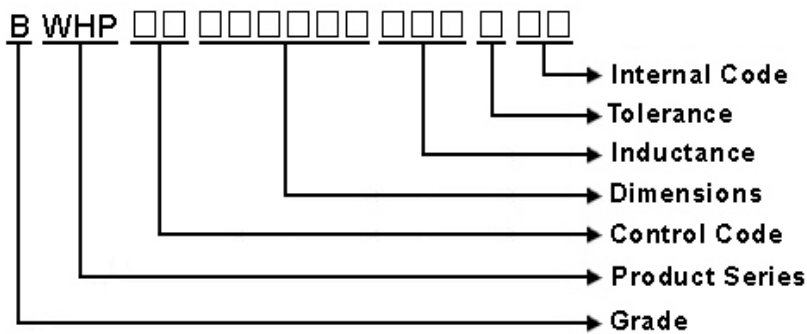 B WHP □□ □□□□□□ □□□ □ □□
Internal Code
Tolerance
Inductance
Dimensions
Control Code
Product Series
Grade